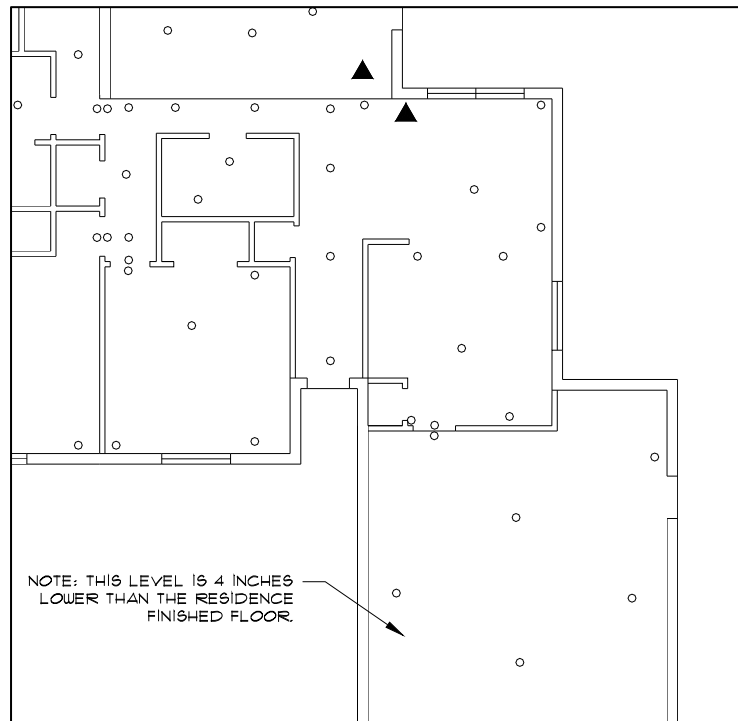 NOTE: THIS LEVEL IS 4 INCHES
LOWER THAN THE RESIDENCE
FINISHED FLOOR.